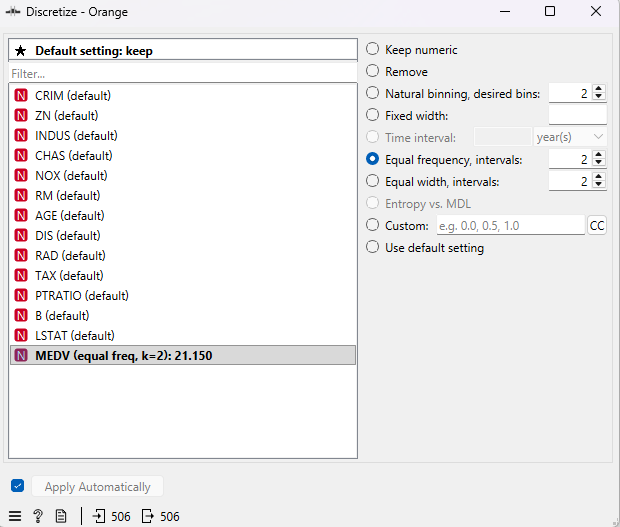 Discretize - Orange
★ Default setting: keep
Filter...
N CRIM (default)
N ZN (default)
N INDUS (default)
N CHAS (default)
N NOX (default)
N RM (default)
N AGE (default)
N DIS (default)
N RAD (default)
N TAX (default)
N PTRATIO (default)
N B (default)
N LSTAT (default)
N MEDV (equal freq, k=2): 21.150
Keep numeric
Remove
Natural binning, desired bins: 2
Fixed width:
Time interval: year(s)
Equal frequency, intervals: 2
Equal width, intervals: 2
Entropy vs. MDL
Custom: e.g. 0.0, 0.5, 1.0 CC
Use default setting
Apply Automatically
? 506 506